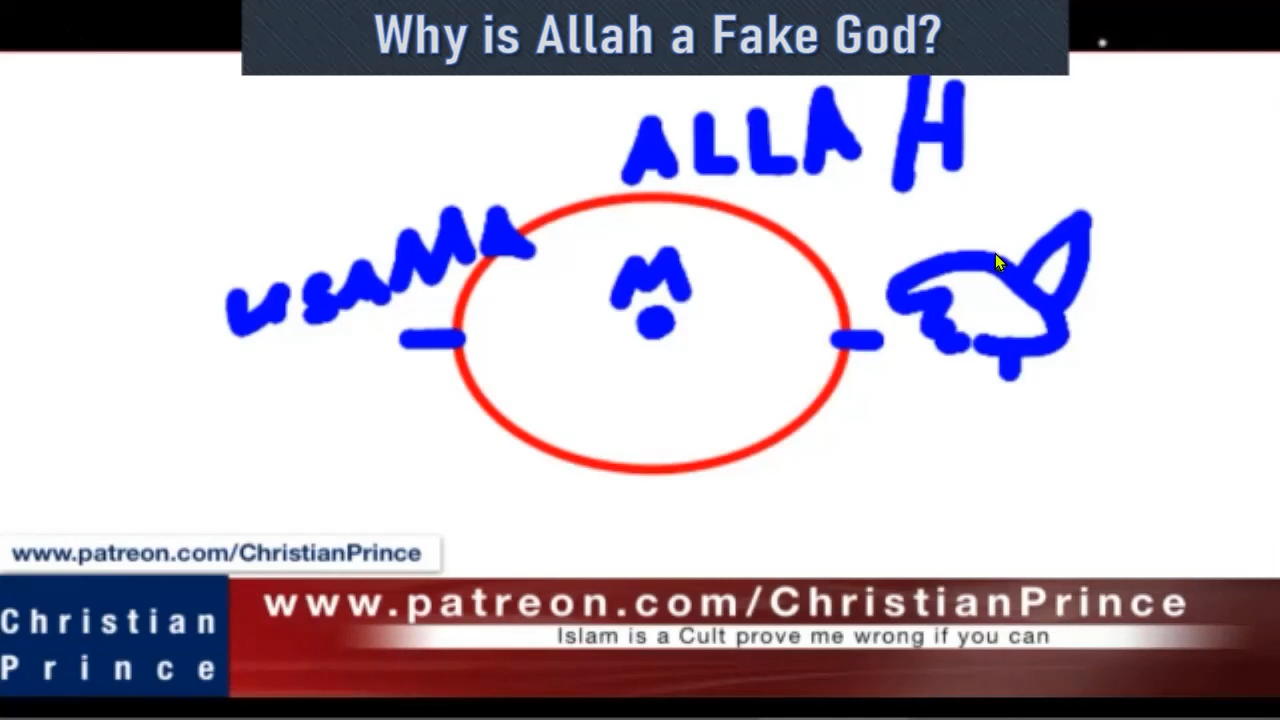 Why is Allah a Fake God?
ALLAH
USAMA
M
www.patreon.com/ChristianPrince
www.patreon.com/ChristianPrince
Christian
Prince
Islam is a Cult prove me wrong if you can